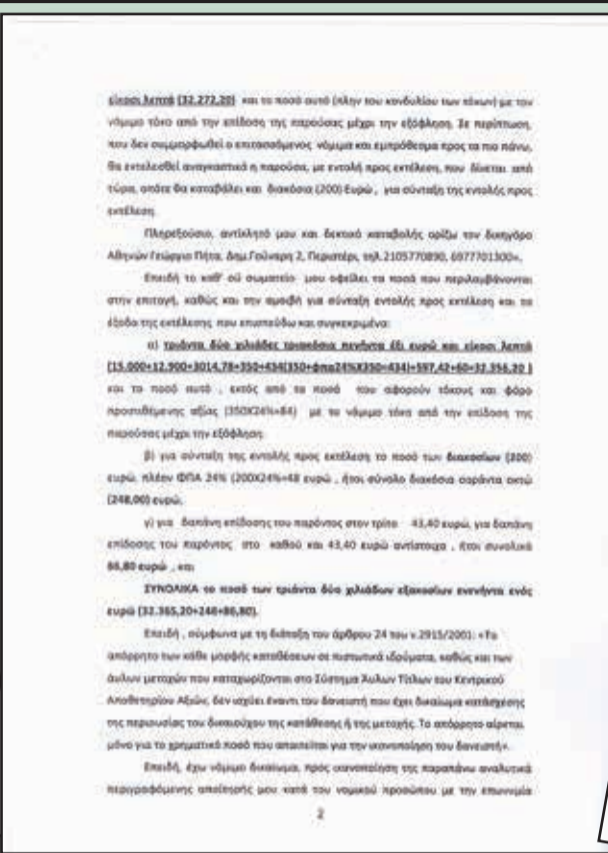 είκοσι λεπτά (32.272,20) και το ποσό αυτό (πλην του κονδυλίου των τόκων) με τον
νόμιμο τόκο από την επίδοση της παρούσας μέχρι την εξόφληση. Σε περίπτωση,
που δεν συμμορφωθεί ο επιτασσόμενος νόμιμα και εμπρόθεσμα προς τα πιο πάνω,
θα εντελεσθεί αναγκαστικά η παρούσα, με εντολή προς εκτέλεση, που δίνεται από
τώρα, οπότε θα καταβάλει και διακόσια (200) Ευρώ , για σύνταξη της εντολής προς
εκτέλεση.
Πληρεξούσιο, αντίκλητό μου και δεκτικό καταβολής ορίζω τον δικηγόρο
Αθηνών Γεώργιο Πήτα, Δημ.Γούναρη 2, Περιστέρι, τηλ.2105770890, 6977701300».
Επειδή το καθ' ού σωματείο μου οφείλει τα ποσά που περιλαμβάνονται
στην επιταγή, καθώς και την αμοιβή για σύνταξη εντολής προς εκτέλεση και τα
έξοδα της εκτέλεσης που επισπεύδω και συγκεκριμένα:
α) τριάντα δύο χιλιάδες τριακόσια πενήντα έξι ευρώ και είκοσι λεπτά
(15.000+12.900+3014,78+350+434(350+φπα24%Χ350=434)+597,42+60=32.356,20 )
και το ποσό αυτό , εκτός από τα ποσά που αφορούν τόκους και φόρο
προστιθέμενης αξίας (350Χ24%=84) με το νόμιμο τόκο από την επίδοση της
παρούσας μέχρι την εξόφληση
β) για σύνταξη της εντολής προς εκτέλεση το ποσό των διακοσίων (200)
ευρώ, πλέον ΦΠΑ 24% (200Χ24%=48 ευρώ , ήτοι σύνολο διακόσια σαράντα οκτώ
(248,00) ευρώ,
γ) για δαπάνη επίδοσης του παρόντος στον τρίτο 43,40 ευρώ, για δαπάνη
επίδοσης του παρόντος στο καθού και 43,40 ευρώ αντίστοιχα , ήτοι συνολικά
86,80 ευρώ , και
ΣΥΝΟΛΙΚΑ το ποσό των τριάντα δύο χιλιάδων εξακοσίων ενενήντα ενός
ευρώ (32.365,20+248+86,80).
Επειδή , σύμφωνα με τη διάταξη του άρθρου 24 του ν.2915/2001: «Το
απόρρητο των κάθε μορφής καταθέσεων σε πιστωτικά ιδρύματα, καθώς και των
άυλων μετοχών που καταχωρίζονται στο Σύστημα Άυλων Τίτλων του Κεντρικού
Αποθετηρίου Αξιών, δεν ισχύει έναντι του δανειστή που έχει δικαίωμα κατάσχεσης
της περιουσίας του δικαιούχου της κατάθεσης ή της μετοχής. Το απόρρητο αίρεται
μόνο για το χρηματικό ποσό που απαιτείται για την ικανοποίηση του δανειστή».
Επειδή, έχω νόμιμο δικαίωμα, προς ικανοποίηση της παραπάνω αναλυτικά
περιγραφόμενης απαίτησής μου κατά του νομικού προσώπου με την επωνυμία
2